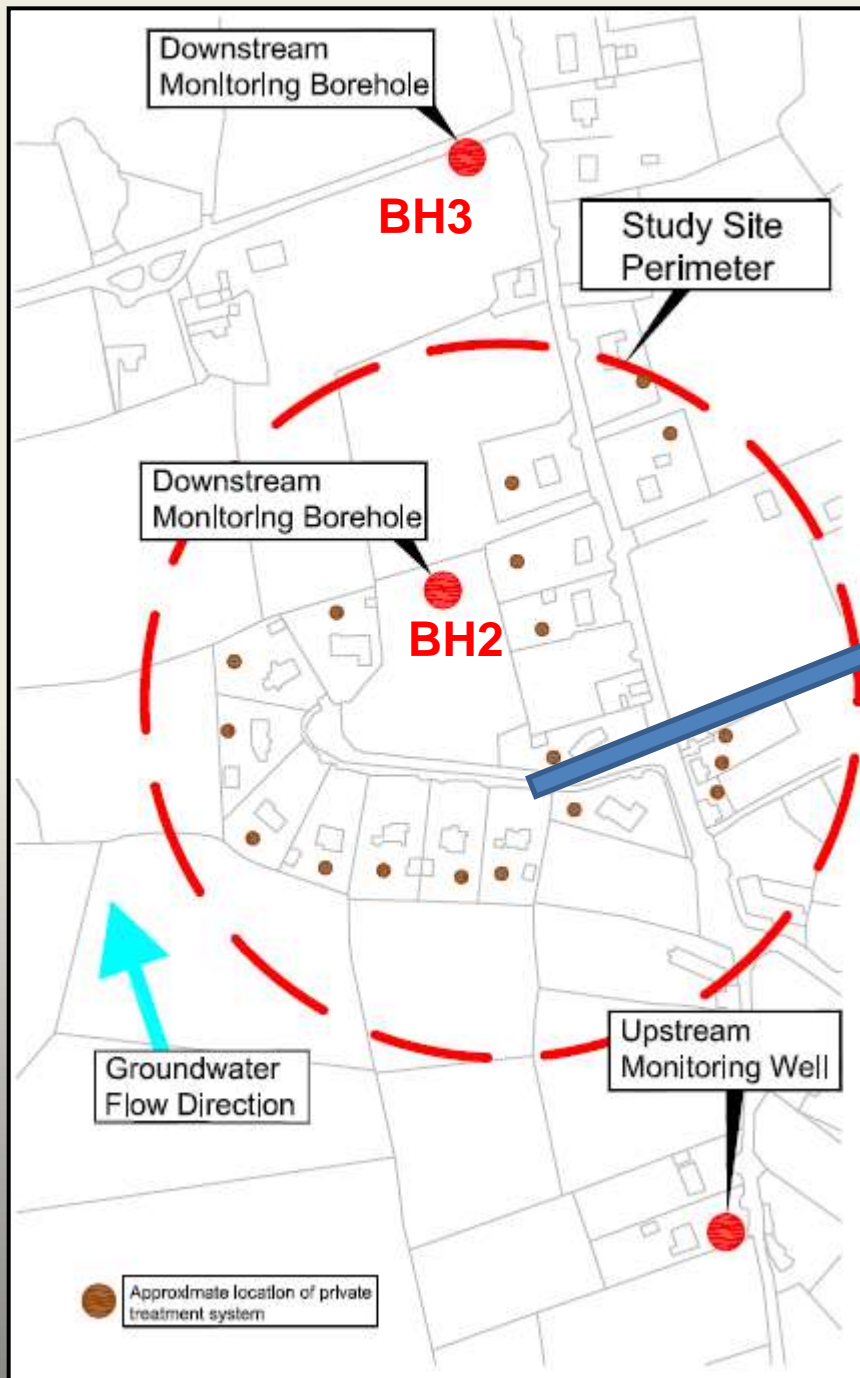 Downstream
Monitoring Borehole
BH3
Study Site
Perimeter
Downstream
Monitoring Borehole
BH2
Groundwater
Flow Direction
Upstream
Monitoring Well
Approximate location of private
treatment system